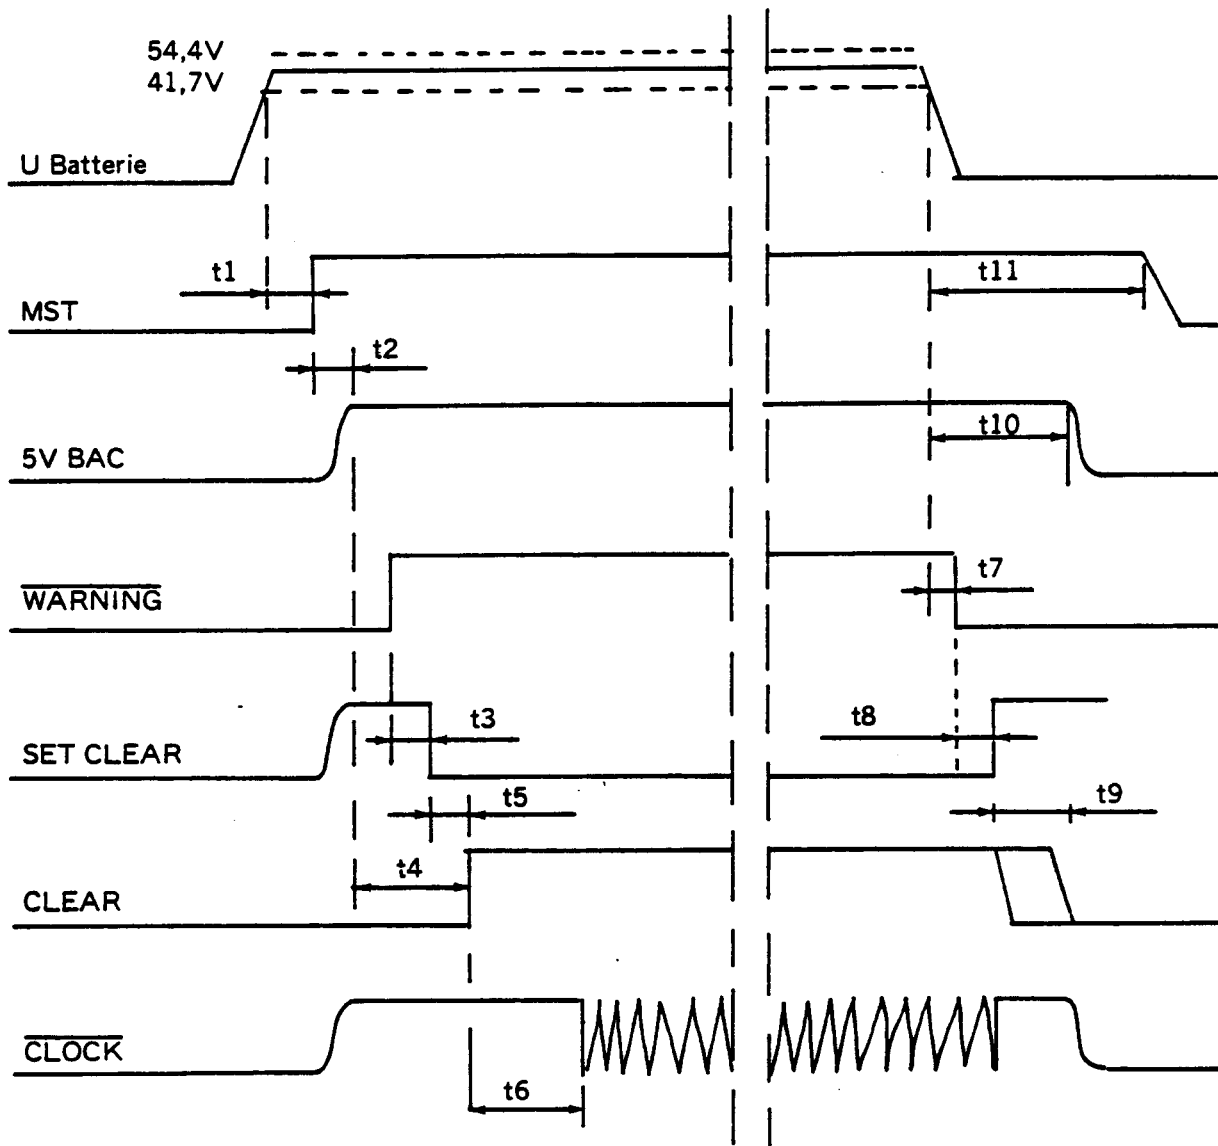 54,4V
41,7V
U Batterie
t1
t11
MST
t2
t10
5V BAC
t7
WARNING
t3
t8
SET CLEAR
t5
t9
t4
CLEAR
CLOCK
t6